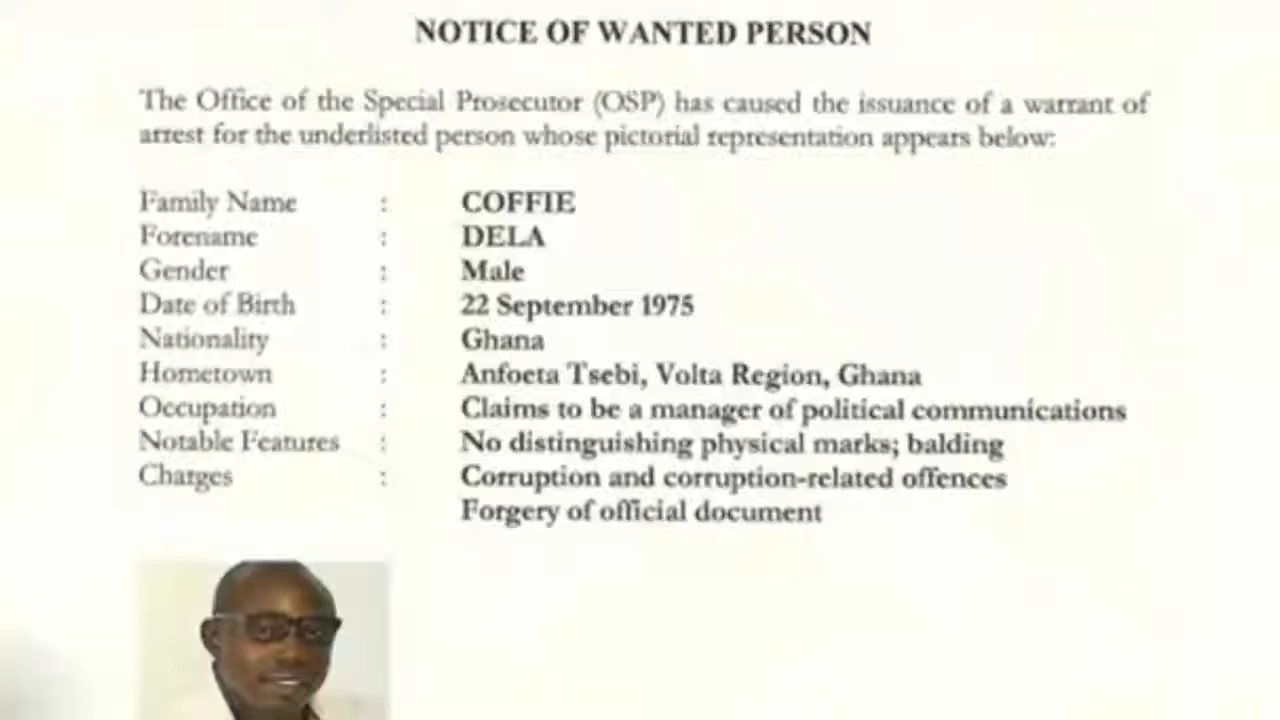 NOTICE OF WANTED PERSON
The Office of the Special Prosecutor (OSP) has caused the issuance of a warrant of
arrest for the underlisted person whose pictorial representation appears below:
Family Name : COFFIE
Forename : DELA
Gender : Male
Date of Birth : 22 September 1975
Nationality : Ghana
Hometown : Anfoeta Tsebi, Volta Region, Ghana
Occupation : Claims to be a manager of political communications
Notable Features : No distinguishing physical marks; balding
Charges : Corruption and corruption-related offences
Forgery of official document